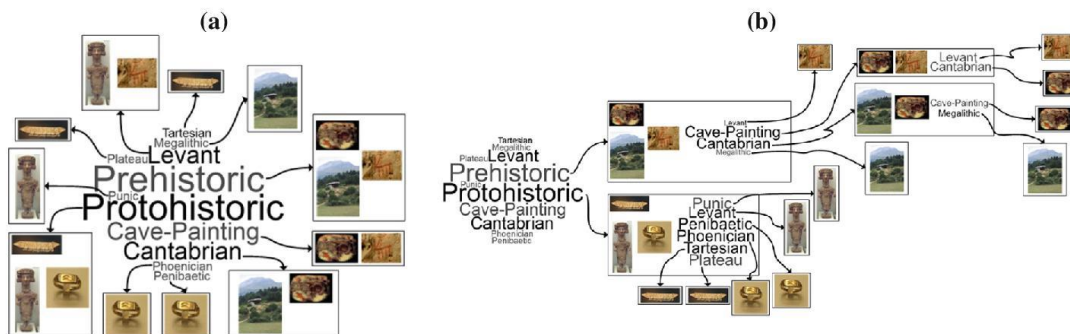 (a)
Tartesian
Megalithic
Plateau Levant
Prehistoric
Punic
Protohistoric
Cave-Painting
Cantabrian
Phoenician
Penibaetic
(b)
Tartesian
Megalithic
Plateau Levant
Prehistoric
Punic
Protohistoric
Cave-Painting
Cantabrian
Phoenician
Penibaetic
Levant
Cave-Painting
Cantabrian
Megalithic
Levant
Cantabrian
Cave-Painting
Megalithic
Punic
Levant
Penibaetic
Phoenician
Tartesian
Plateau